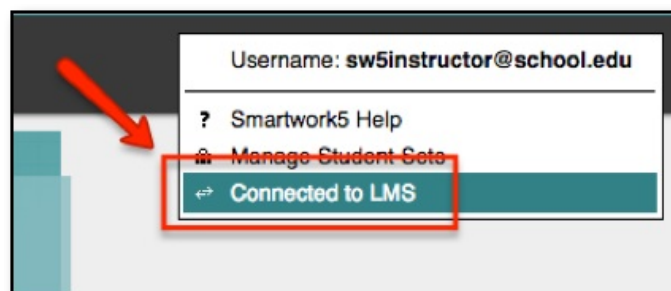 Username: sw5instructor@school.edu
? Smartwork5 Help
Manage Student Sets
Connected to LMS